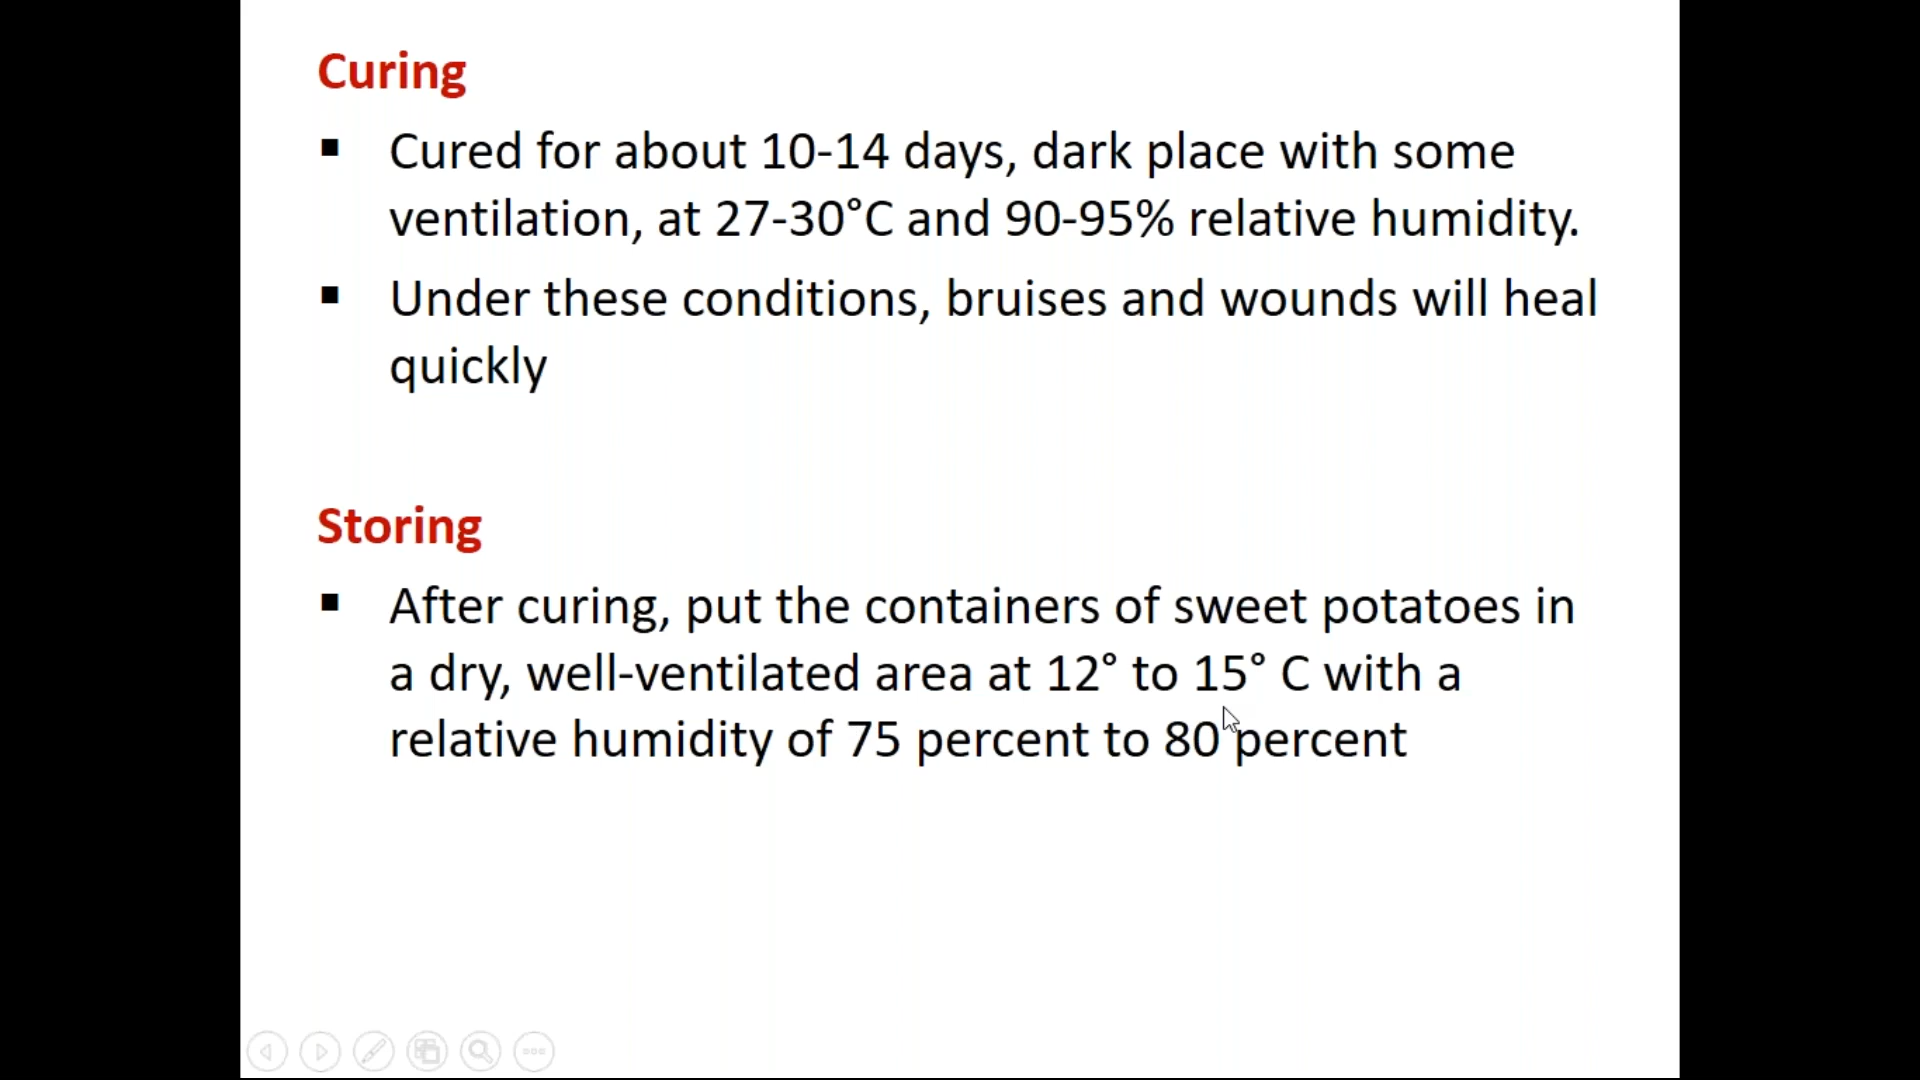 Curing
▪ Cured for about 10-14 days, dark place with some
ventilation, at 27-30°C and 90-95% relative humidity.
▪ Under these conditions, bruises and wounds will heal
quickly
Storing
▪ After curing, put the containers of sweet potatoes in
a dry, well-ventilated area at 12° to 15° C with a
relative humidity of 75 percent to 80 percent